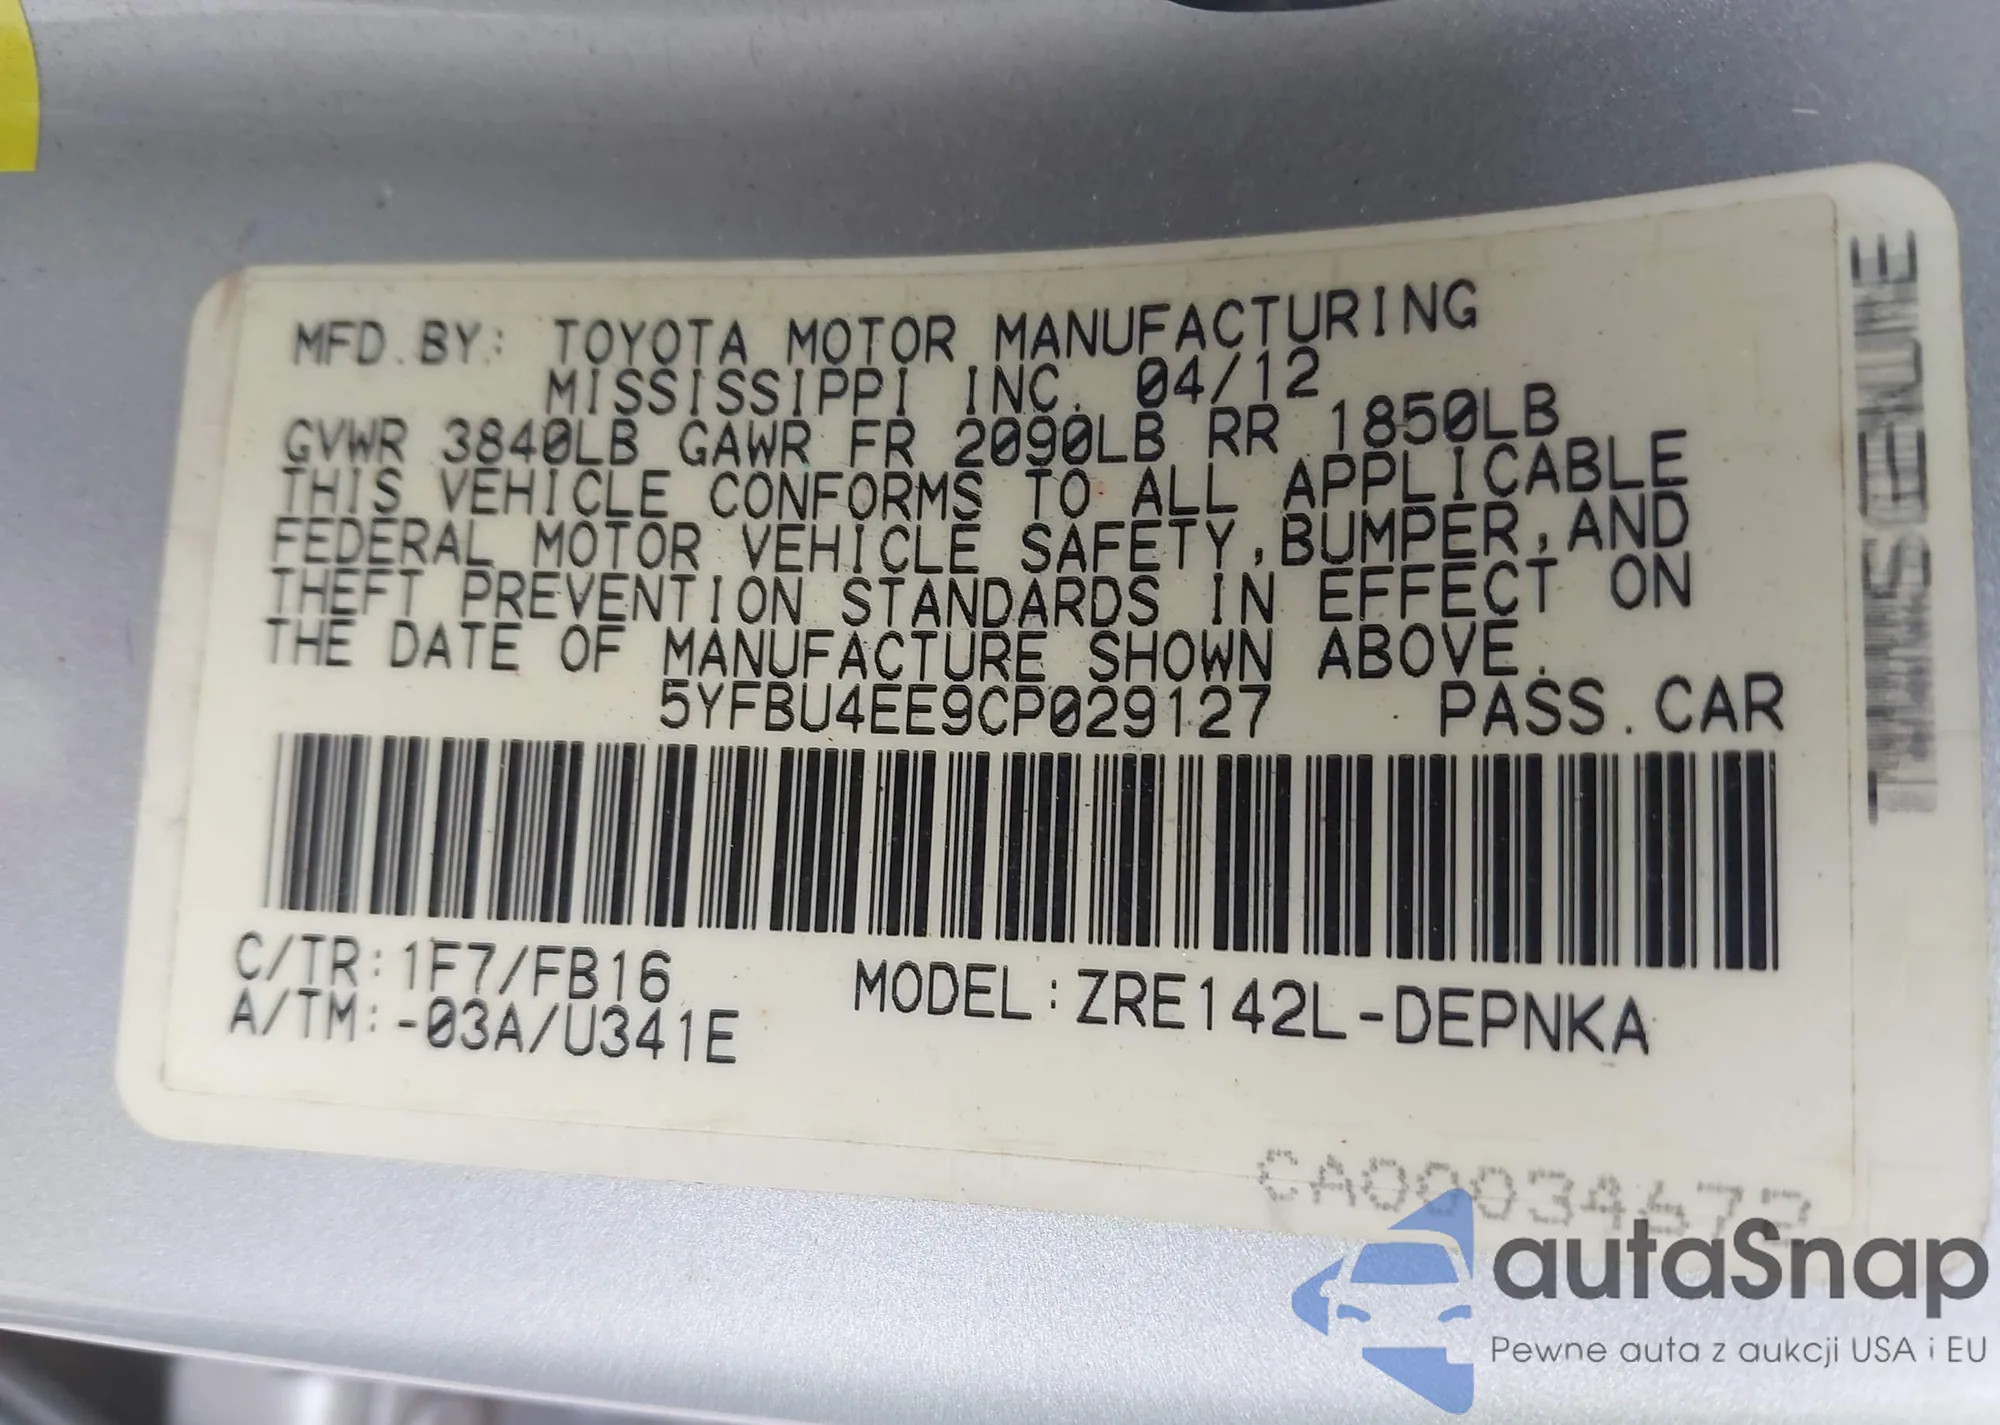 MFD.BY: TOYOTA MOTOR MANUFACTURING
MISSISSIPPI INC. 04/12
GVWR 3840LB GAWR FR 2090LB RR 1850LB
THIS VEHICLE CONFORMS TO ALL APPLICABLE
FEDERAL MOTOR VEHICLE SAFETY,BUMPER,AND
THEFT PREVENTION STANDARDS IN EFFECT ON
THE DATE OF MANUFACTURE SHOWN ABOVE.
5YFBU4EE9CP029127 PASS.CAR
C/TR:1F7/FB16
A/TM:-03A/U341E
MODEL:ZRE142L-DEPNKA
CA00034672
autaSnap
Pewne auta z aukcji USA i EU